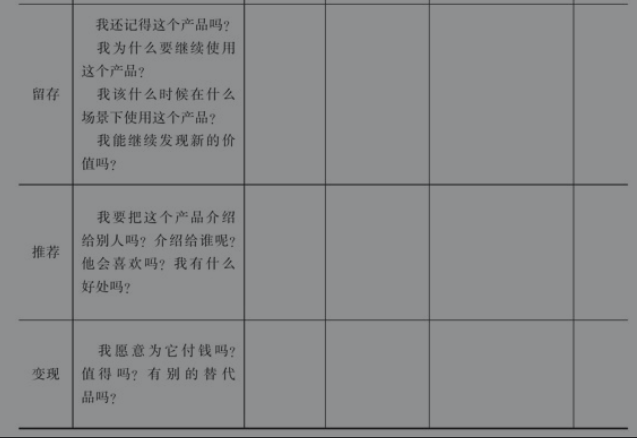 我还记得这个产品吗?
我为什么要继续使用
这个产品?
留存
我该什么时候在什么
场景下使用这个产品?
我能继续发现新的价
值吗?
我要把这个产品介绍
给别人吗? 介绍给谁呢?
推荐
他会喜欢吗? 我有什么
好处吗?
我愿意为它付钱吗?
变现
值得吗? 有别的替代
品吗?